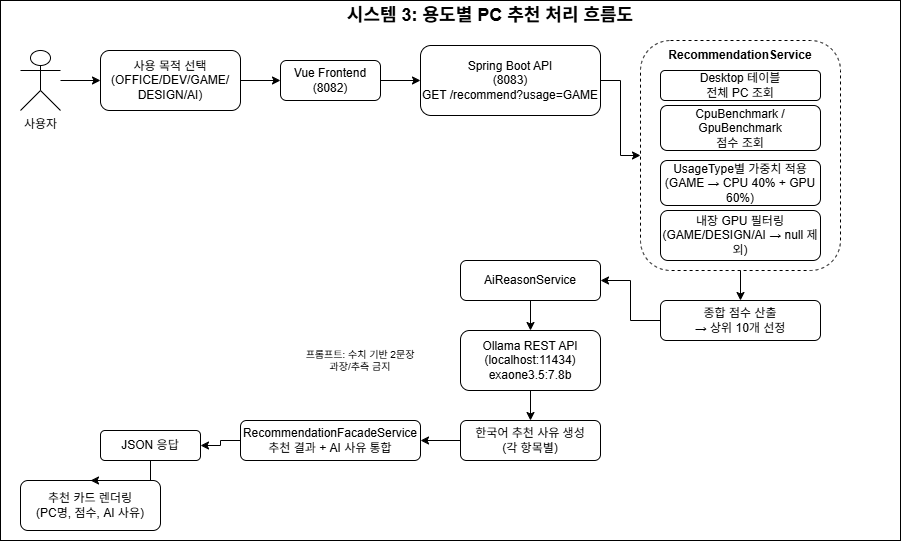 시스템 3: 용도별 PC 추천 처리 흐름도
사용자
사용 목적 선택
(OFFICE/DEV/GAME/
DESIGN/AI)
Vue Frontend
(8082)
Spring Boot API
(8083)
GET /recommend?usage=GAME
RecommendationService
Desktop 테이블
전체 PC 조회
CpuBenchmark /
GpuBenchmark
점수 조회
UsageType별 가중치 적용
(GAME → CPU 40% + GPU
60%)
내장 GPU 필터링
(GAME/DESIGN/AI → null 제
외)
종합 점수 산출
→ 상위 10개 선정
AiReasonService
Ollama REST API
(localhost:11434)
exaone3.5:7.8b
프롬프트: 수치 기반 2문장
과장/추측 금지
한국어 추천 사유 생성
(각 항목별)
RecommendationFacadeService
추천 결과 + AI 사유 통합
JSON 응답
추천 카드 렌더링
(PC명, 점수, AI 사유)